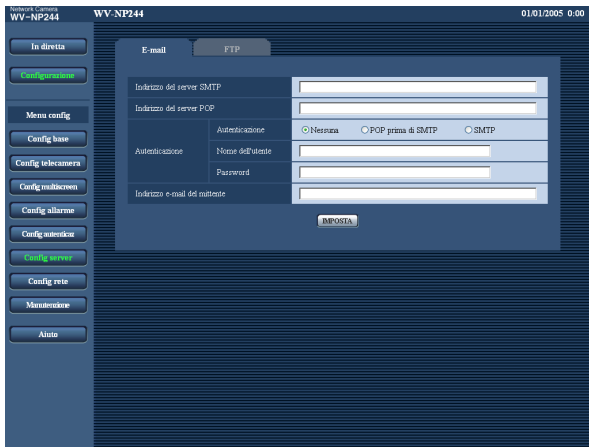 Network Camera
WV-NP244
WV-NP244
01/01/2005 0:00
In diretta
Configurazione
Menu config
Config base
Config telecamera
Config multiscreen
Config allarme
Config autenticaz
Config server
Config rete
Manutenzione
Aiuto
E-mail
FTP
Indirizzo del server SMTP
Indirizzo del server POP
Autenticazione
Autenticazione
Nessuna
POP prima di SMTP
SMTP
Nome dell'utente
Password
Indirizzo e-mail del mittente
IMPOSTA